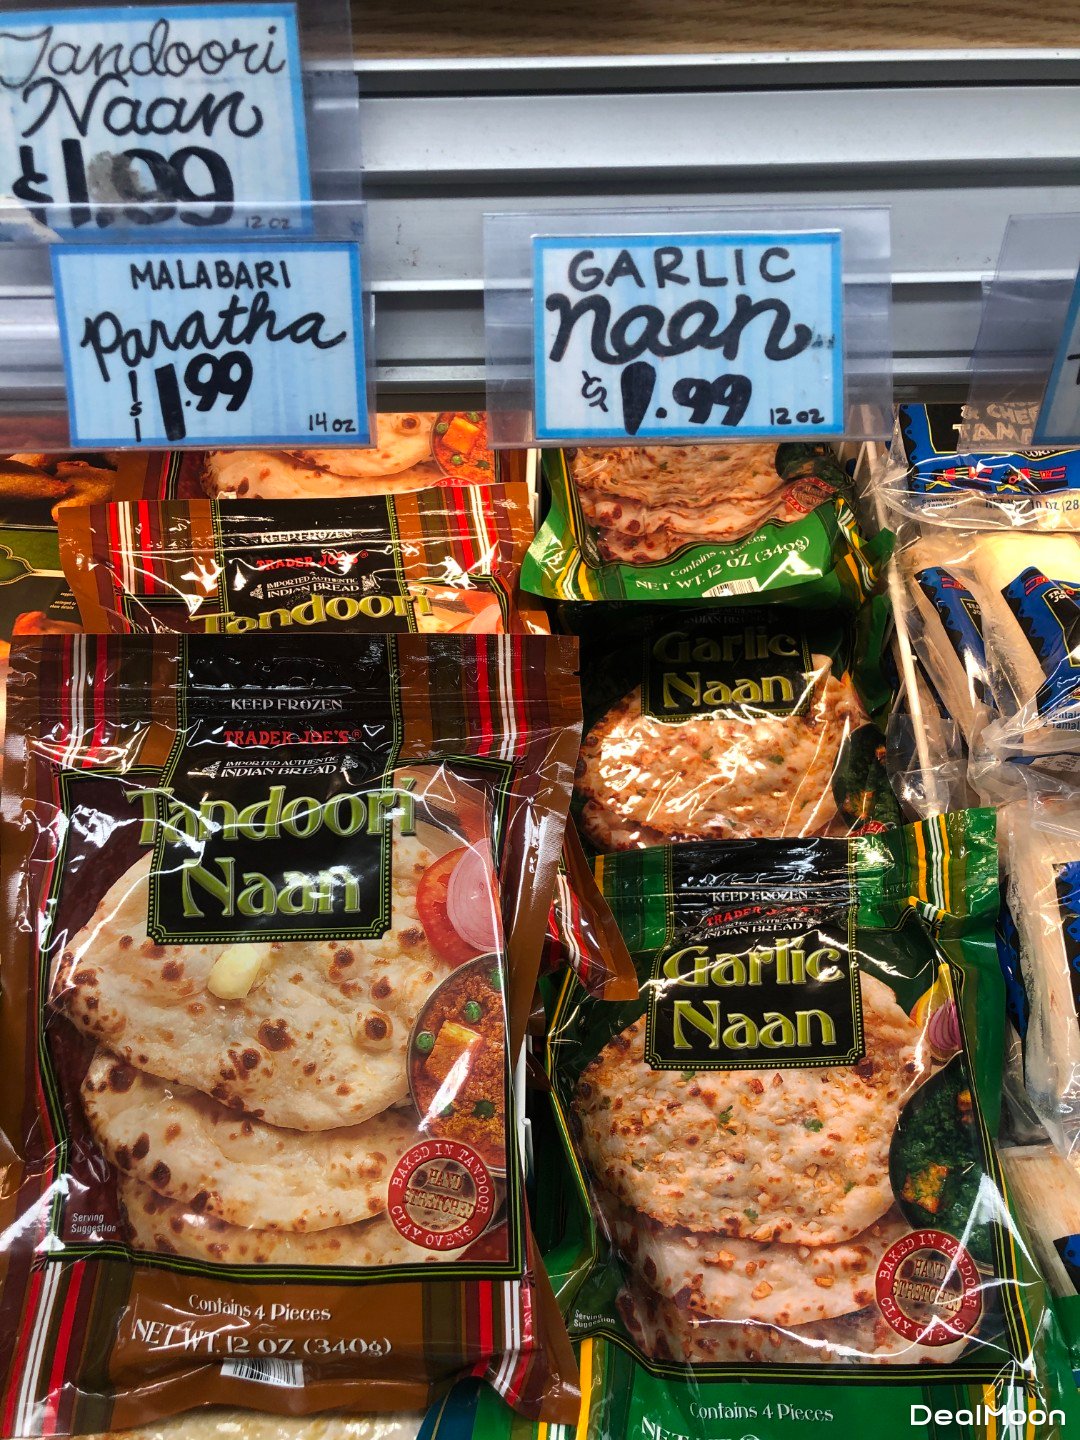 Tandoori
Naan
$1.99
12 oz
MALABARI
Paratha
$1.99
14 oz
GARLIC
naan
$1.99
12 oz
& CHEE
TAM
KEEP FROZEN
TRADER JOE'S®
IMPORTED AUTHENTIC
INDIAN BREAD
Tandoori
Contains 4 Pieces
NET WT. 12 OZ (340g)
Garlic
Naan
KEEP FROZEN
TRADER JOE'S®
IMPORTED AUTHENTIC
INDIAN BREAD
Tandoori
Naan
BAKED IN TANDOOR
HAND
STRETCHED
CLAY OVENS
Serving
Suggestion
Contains 4 Pieces
NET WT. 12 OZ (340g)
KEEP FROZEN
TRADER JOE'S
INDIAN BREAD
Garlic
Naan
BAKED IN TANDOOR
HAND
STRETCHED
CLAY OVENS
Serving
Suggestion
Contains 4 Pieces
DealMoon